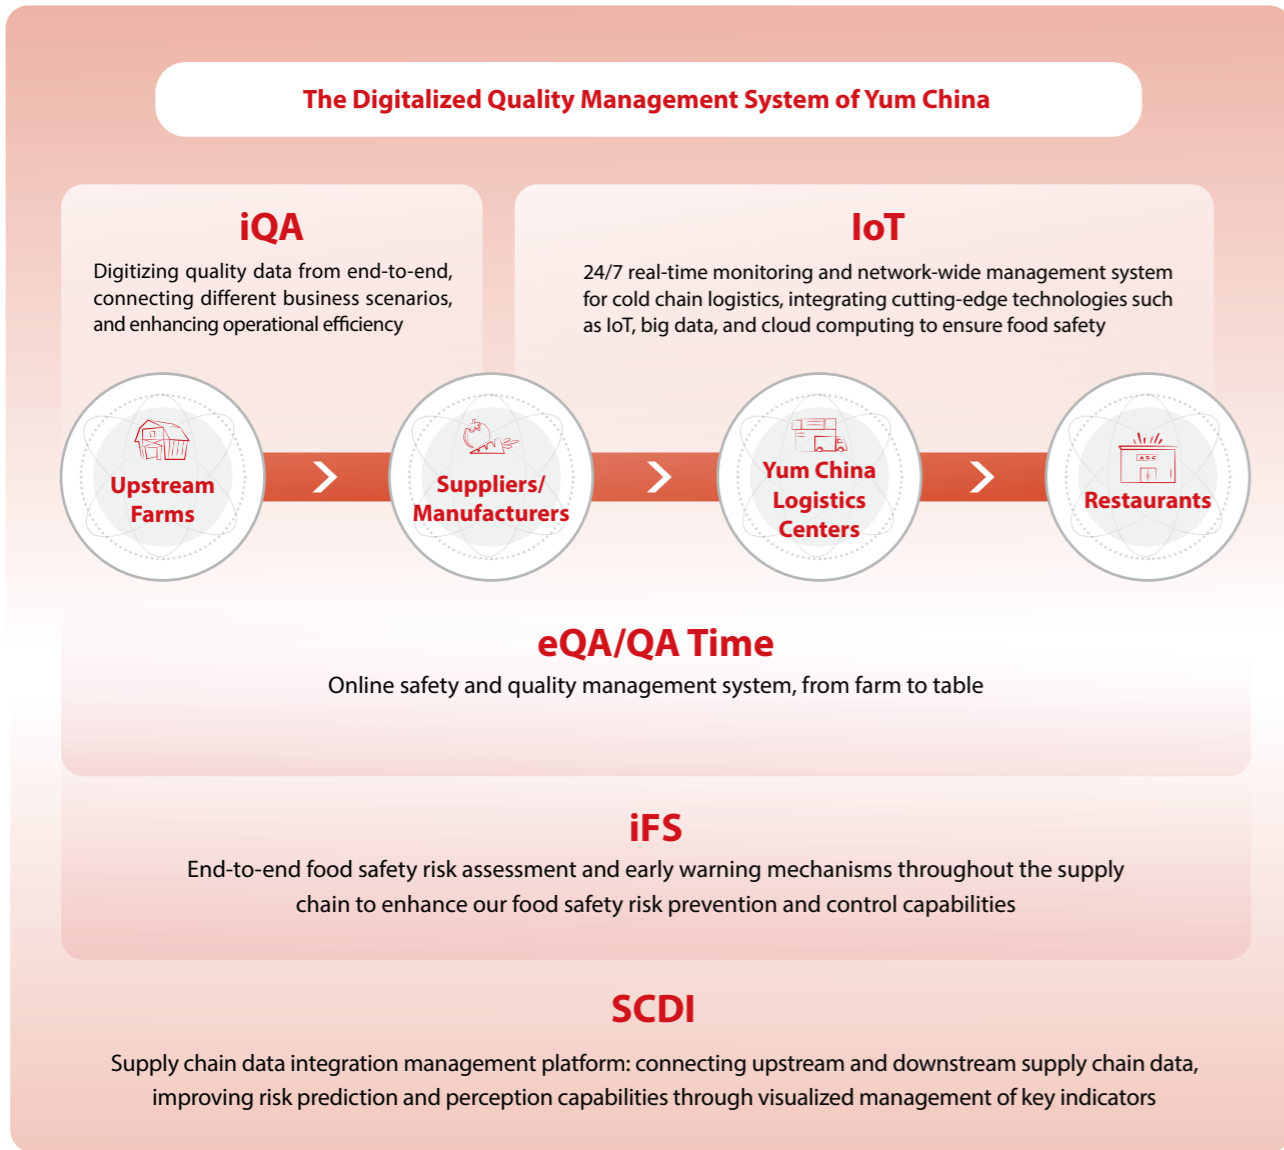 The Digitalized Quality Management System of Yum China
iQA
Digitizing quality data from end-to-end,
connecting different business scenarios,
and enhancing operational efficiency
IoT
24/7 real-time monitoring and network-wide management system
for cold chain logistics, integrating cutting-edge technologies such
as IoT, big data, and cloud computing to ensure food safety
Upstream
Farms
Suppliers/
Manufacturers
Yum China
Logistics
Centers
Restaurants
eQA/QA Time
Online safety and quality management system, from farm to table
iFS
End-to-end food safety risk assessment and early warning mechanisms throughout the supply
chain to enhance our food safety risk prevention and control capabilities
SCDI
Supply chain data integration management platform: connecting upstream and downstream supply chain data,
improving risk prediction and perception capabilities through visualized management of key indicators